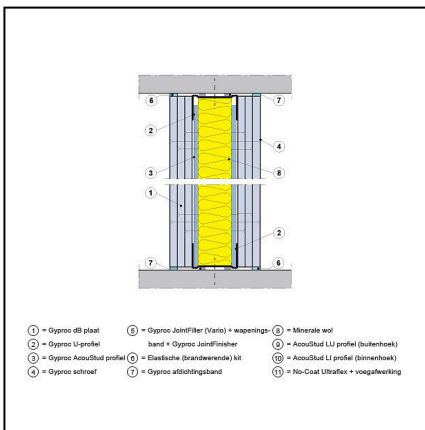 6
7
2
4
3
8
1
2
7
6
1 = Gyproc dB plaat
2 = Gyproc U-profiel
3 = Gyproc AcouStud profiel
4 = Gyproc schroef
5 = Gyproc JointFiller (Vario) + wapenings-
band + Gyproc JointFinisher
6 = Elastische (brandwerende) kit
7 = Gyproc afdichtingsband
8 = Minerale wol
9 = AcouStud LU profiel (buitenhoek)
10 = AcouStud LI profiel (binnenhoek)
11 = No-Coat Ultraflex + voegafwerking